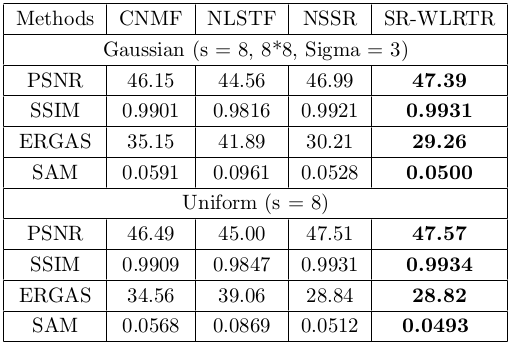 Methods CNMF NLSTF NSSR SR-WLRTR
Gaussian (s = 8, 8*8, Sigma = 3)
PSNR 46.15 44.56 46.99 47.39
SSIM 0.9901 0.9816 0.9921 0.9931
ERGAS 35.15 41.89 30.21 29.26
SAM 0.0591 0.0961 0.0528 0.0500
Uniform (s = 8)
PSNR 46.49 45.00 47.51 47.57
SSIM 0.9909 0.9847 0.9931 0.9934
ERGAS 34.56 39.06 28.84 28.82
SAM 0.0568 0.0869 0.0512 0.0493